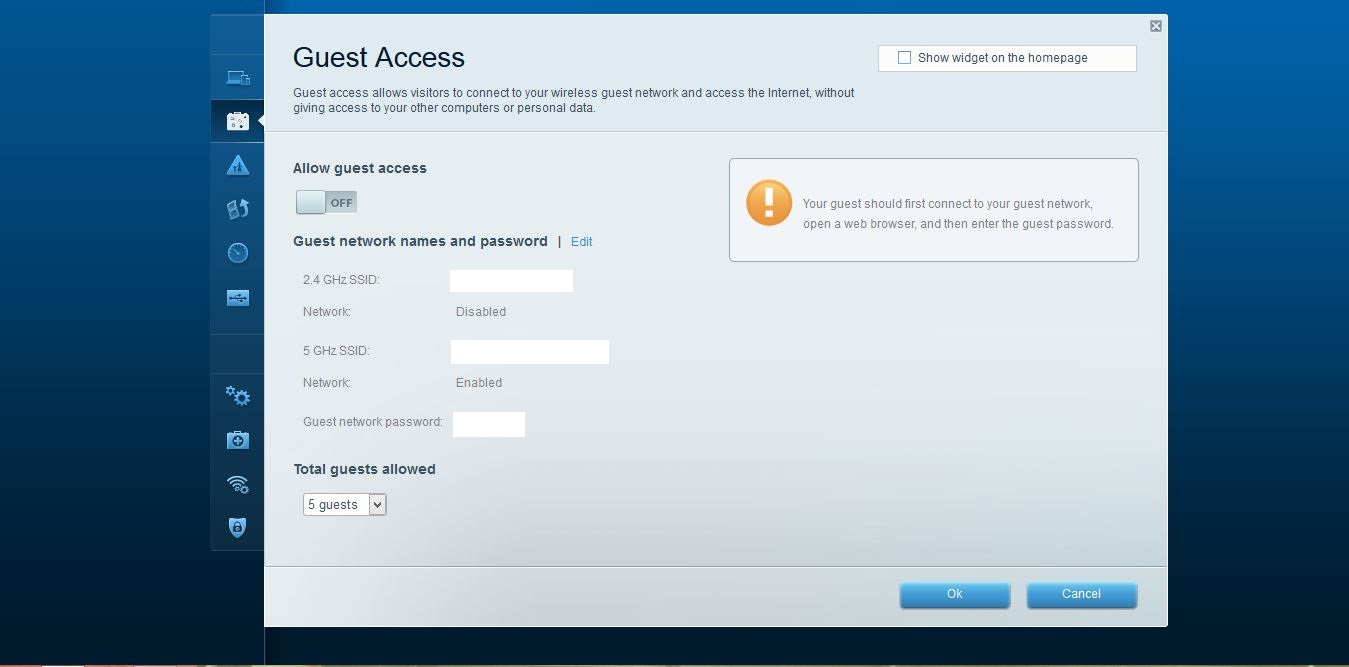 Guest Access
Show widget on the homepage
Guest access allows visitors to connect to your wireless guest network and access the Internet, without
giving access to your other computers or personal data.
Allow guest access
OFF
Your guest should first connect to your guest network,
open a web browser, and then enter the guest password.
Guest network names and password | Edit
2.4 GHz SSID:
Network: Disabled
5 GHz SSID:
Network: Enabled
Guest network password:
Total guests allowed
5 guests
Ok
Cancel